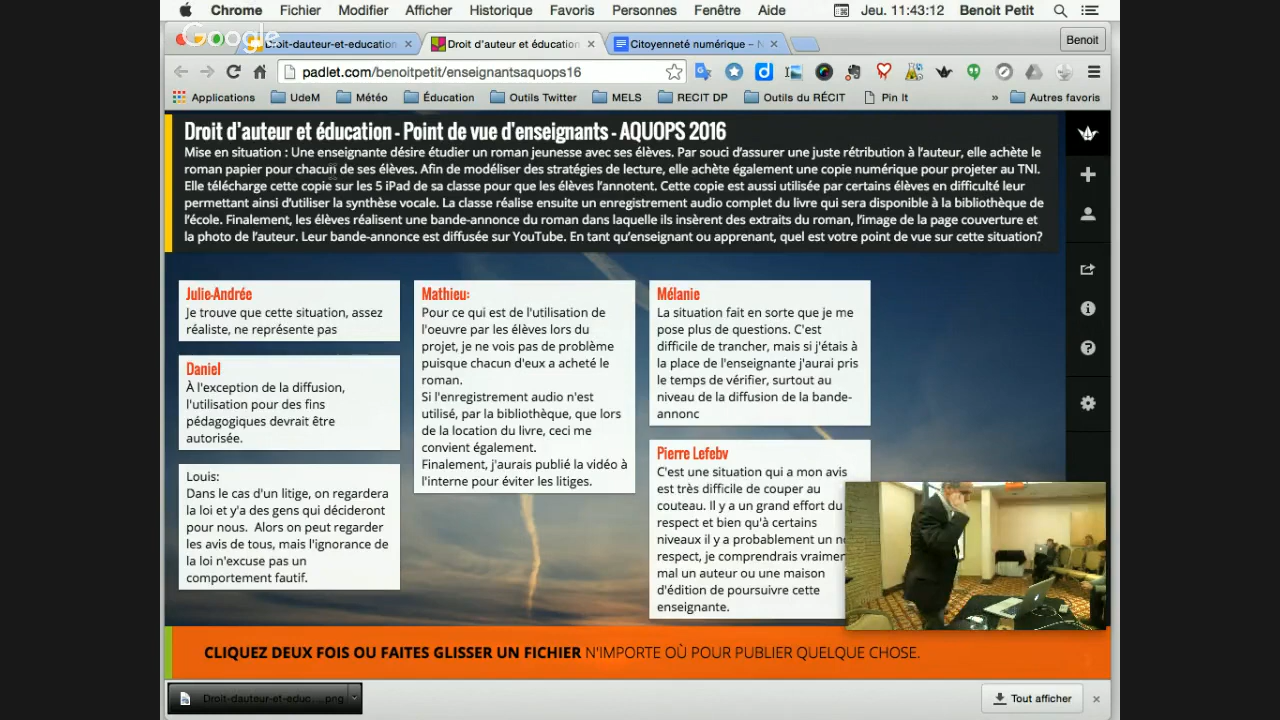 Chrome Fichier Modifier Afficher Historique Favoris Personnes Fenêtre Aide Jeu. 11:43:12 Benoit Petit
Google
Droit-dauteur-et-education × Droit d'auteur et éducation × Citoyenneté numérique – N × Benoit
padlet.com/benoitpetit/enseignantsaquops16
Applications UdeM Météo Éducation Outils Twitter MELS RECIT DP Outils du RÉCIT Pin It » Autres favoris
Droit d'auteur et éducation - Point de vue d'enseignants - AQUOPS 2016
Mise en situation : Une enseignante désire étudier un roman jeunesse avec ses élèves. Par souci d'assurer une juste rétribution à l'auteur, elle achète le
roman papier pour chacun de ses élèves. Afin de modéliser des stratégies de lecture, elle achète également une copie numérique pour projeter au TNI.
Elle télécharge cette copie sur les 5 iPad de sa classe pour que les élèves l'annotent. Cette copie est aussi utilisée par certains élèves en difficulté leur
permettant ainsi d'utiliser la synthèse vocale. La classe réalise ensuite un enregistrement audio complet du livre qui sera disponible à la bibliothèque de
l'école. Finalement, les élèves réalisent une bande-annonce du roman dans laquelle ils insèrent des extraits du roman, l'image de la page couverture et
la photo de l'auteur. Leur bande-annonce est diffusée sur YouTube. En tant qu'enseignant ou apprenant, quel est votre point de vue sur cette situation?
Julie-Andrée
Je trouve que cette situation, assez
réaliste, ne représente pas
Daniel
À l'exception de la diffusion,
l'utilisation pour des fins
pédagogiques devrait être
autorisée.
Louis:
Dans le cas d'un litige, on regardera
la loi et y'a des gens qui décideront
pour nous. Alors on peut regarder
les avis de tous, mais l'ignorance de
la loi n'excuse pas un
comportement fautif.
Mathieu:
Pour ce qui est de l'utilisation de
l'oeuvre par les élèves lors du
projet, je ne vois pas de problème
puisque chacun d'eux a acheté le
roman.
Si l'enregistrement audio n'est
utilisé, par la bibliothèque, que lors
de la location du livre, ceci me
convient également.
Finalement, j'aurais publié la vidéo à
l'interne pour éviter les litiges.
Mélanie
La situation fait en sorte que je me
pose plus de questions. C'est
difficile de trancher, mais si j'étais à
la place de l'enseignante j'aurai pris
le temps de vérifier, surtout au
niveau de la diffusion de la bande-
annonc
Pierre Lefebv
C'est une situation qui a mon avis
est très difficile de couper au
couteau. Il y a un grand effort du
respect et bien qu'à certains
niveaux il y a probablement un
respect, je comprendrais vraimen
mal un auteur ou une maison
d'édition de poursuivre cette
enseignante.
CLIQUEZ DEUX FOIS OU FAITES GLISSER UN FICHIER N'IMPORTE OÙ POUR PUBLIER QUELQUE CHOSE.
Droit-dauteur-et-educ....png Tout afficher ×